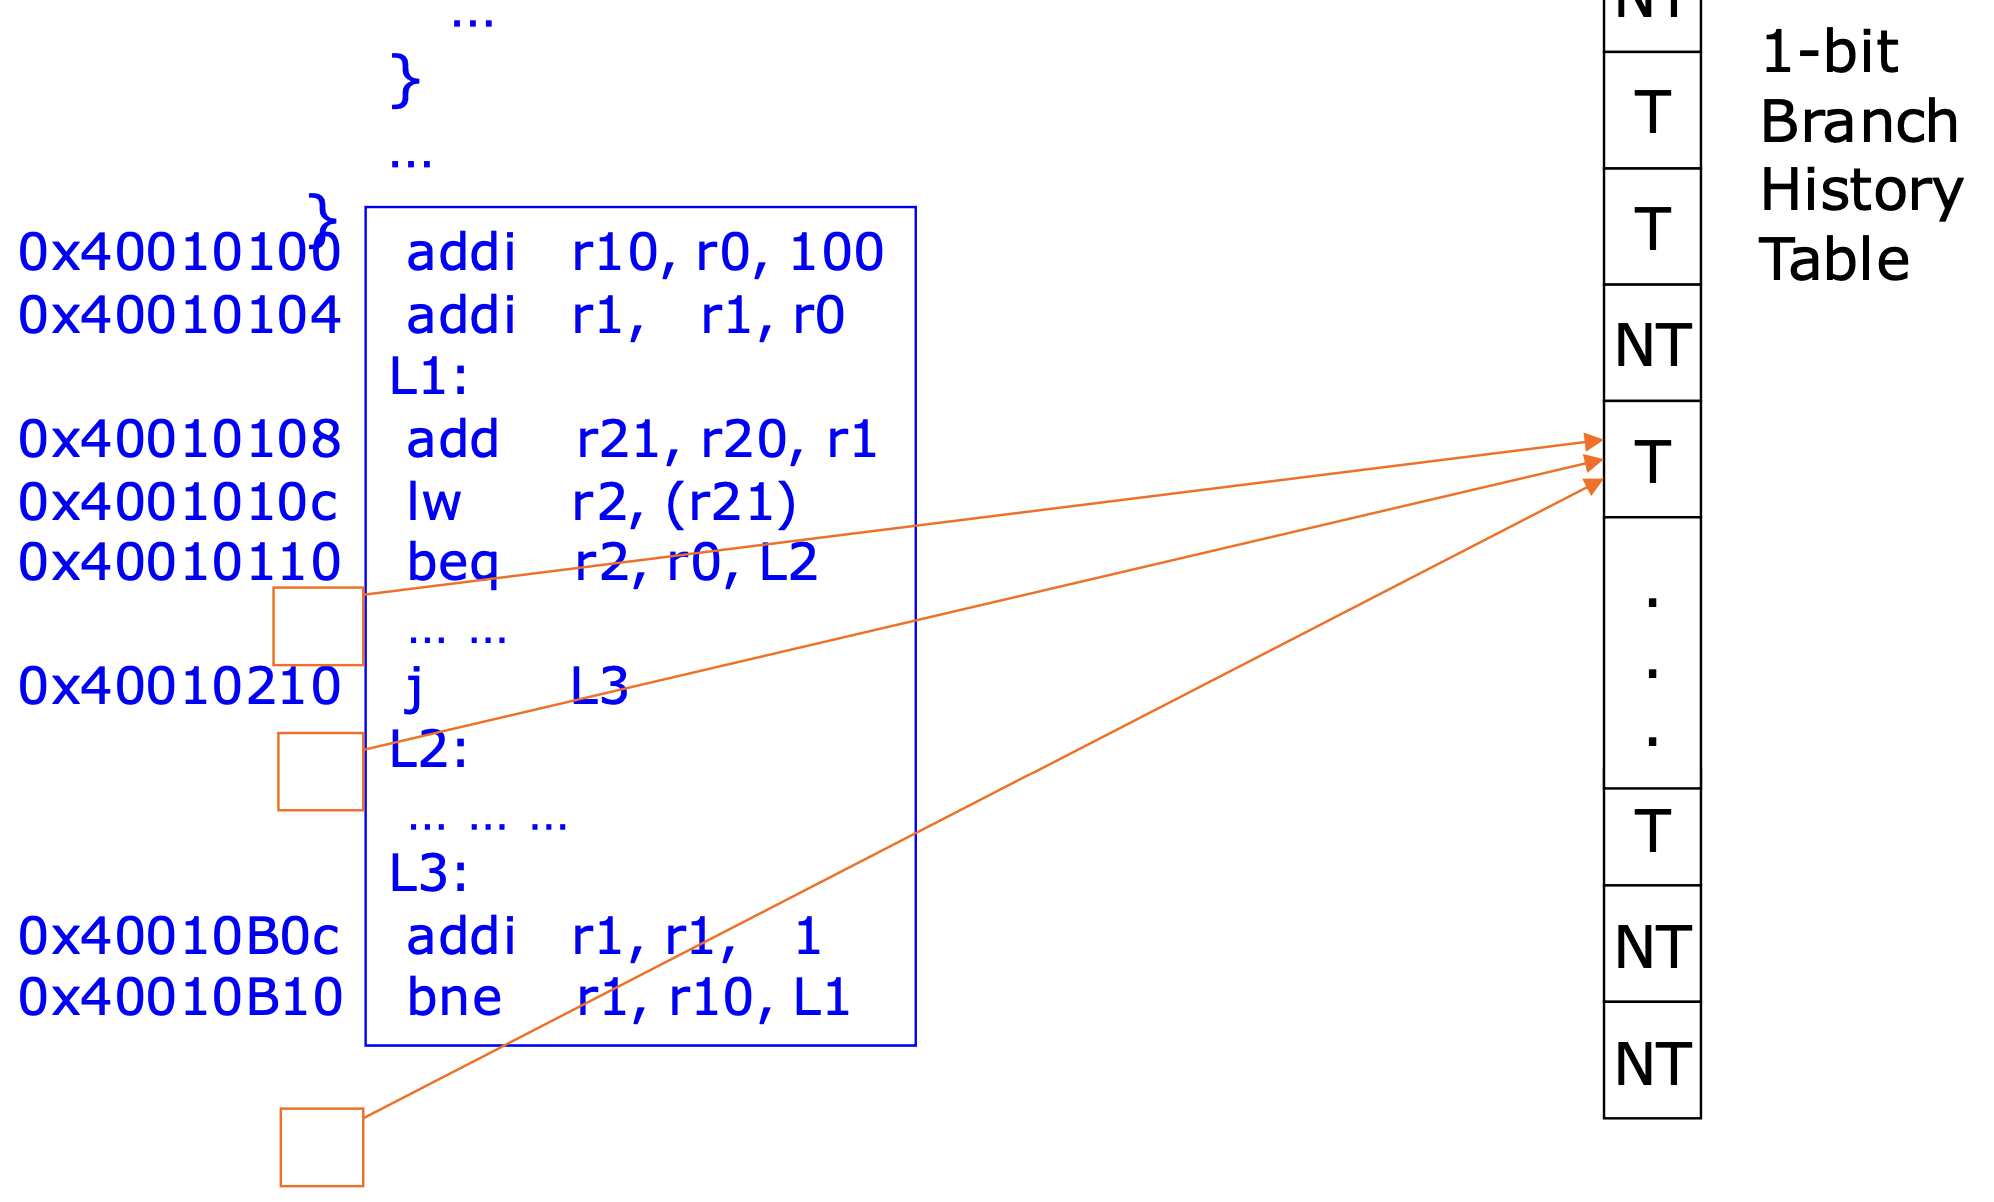 …
}
…
}
0x40010100 addi r10, r0, 100
0x40010104 addi r1, r1, r0
L1:
0x40010108 add r21, r20, r1
0x4001010c lw r2, (r21)
0x40010110 beq r2, r0, L2
… …
0x40010210 j L3
L2:
… … …
L3:
0x40010B0c addi r1, r1, 1
0x40010B10 bne r1, r10, L1
NT
T
T
NT
T
.
.
.
T
NT
NT
1-bit
Branch
History
Table